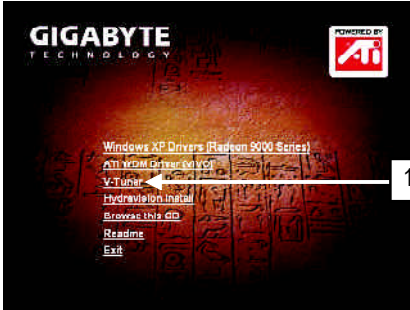 GIGABYTE
TECHNOLOGY
POWERED BY
ATI
Windows XP Drivers (Radeon 9000 Series)
ATI WDM Driver (VIVO)
V-Tuner
1
Hydravision Install
Browse this CD
Readme
Exit